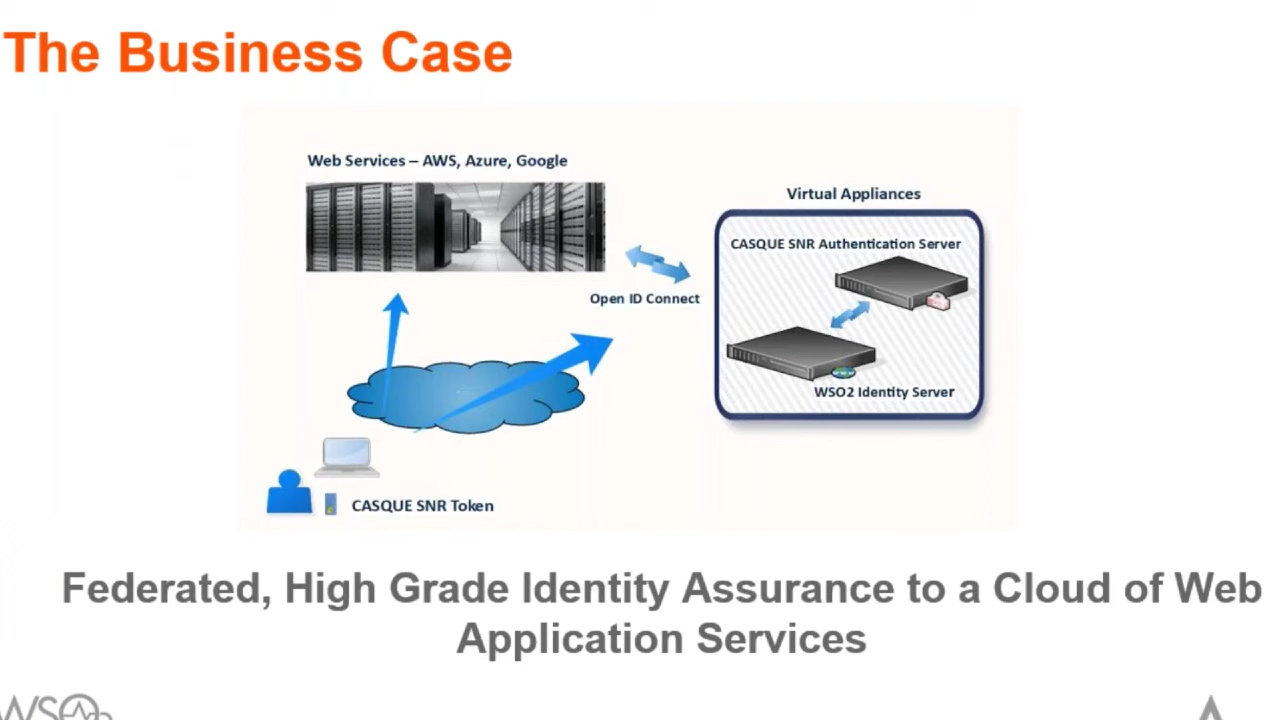 The Business Case
Web Services – AWS, Azure, Google
Virtual Appliances
CASQUE SNR Authentication Server
Open ID Connect
WSO2 Identity Server
CASQUE SNR Token
Federated, High Grade Identity Assurance to a Cloud of Web
Application Services